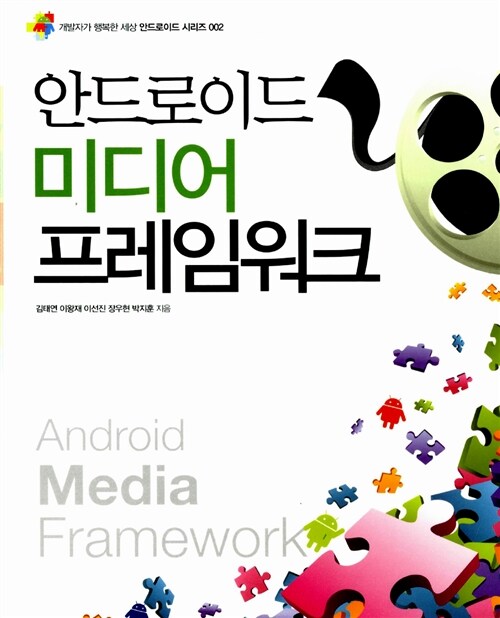 개발자가 행복한 세상 안드로이드 시리즈 002
안드로이드
미디어
프레임워크
김태연 이왕재 이선진 장우현 박지훈 지음
Android
Media
Framework